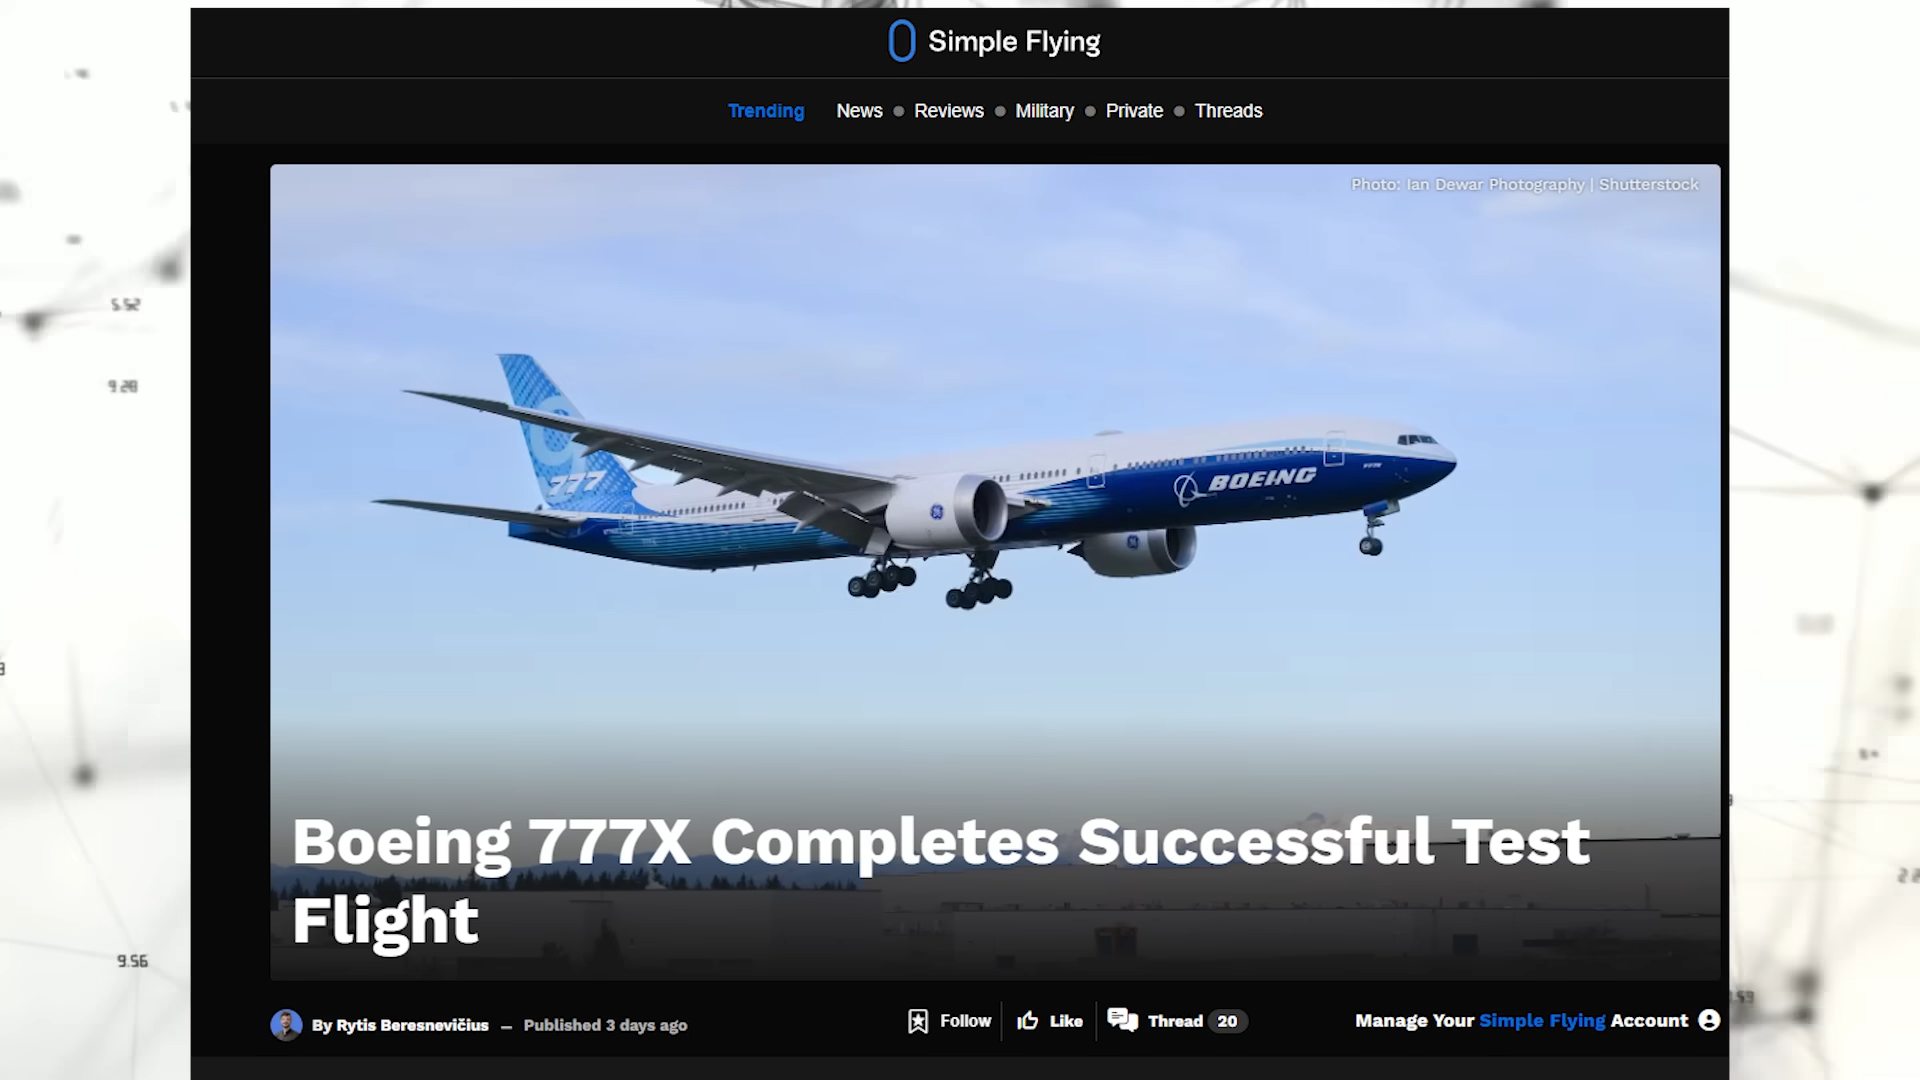 Simple Flying
Trending News Reviews Military Private Threads
Photo: Ian Dewar Photography | Shutterstock
777
BOEING
Boeing 777X Completes Successful Test
Flight
By Rytis Beresnevičius — Published 3 days ago
Follow Like Thread 20
Manage Your Simple Flying Account
5.52
9.28
9.56